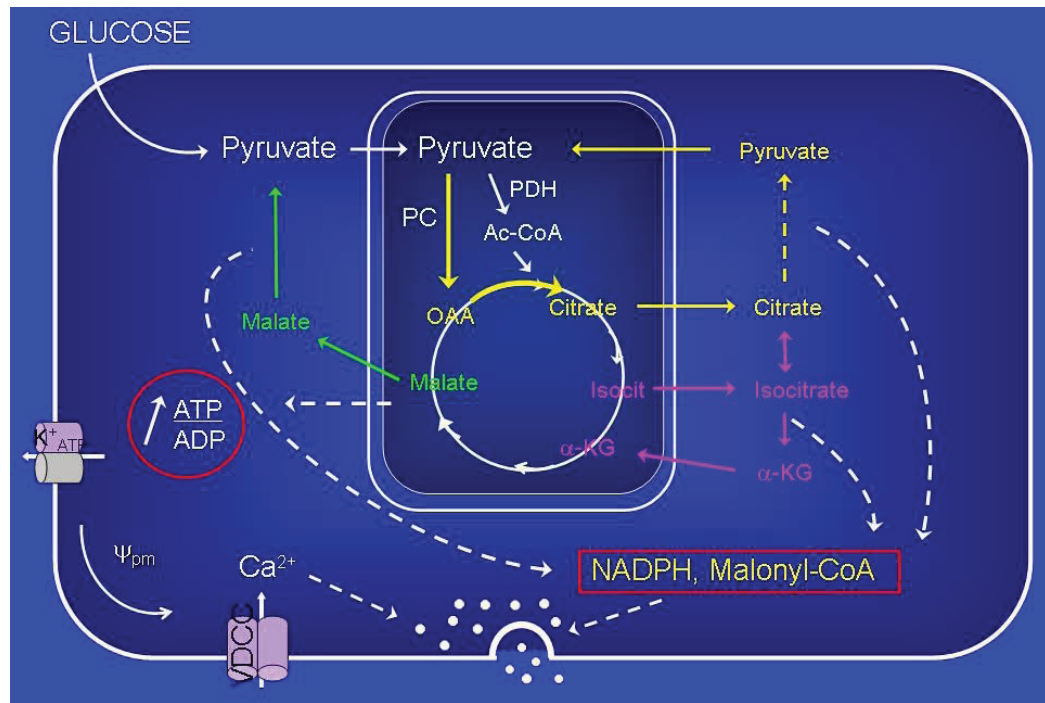 GLUCOSE
Pyruvate
Pyruvate
Pyruvate
PDH
PC
Ac-CoA
OAA
Citrate
Citrate
Malate
Malate
Isocit
Isocitrate
ATP
ADP
K⁺ATP
α-KG
α-KG
Ψpm
Ca²⁺
NADPH, Malonyl-CoA
VDCC